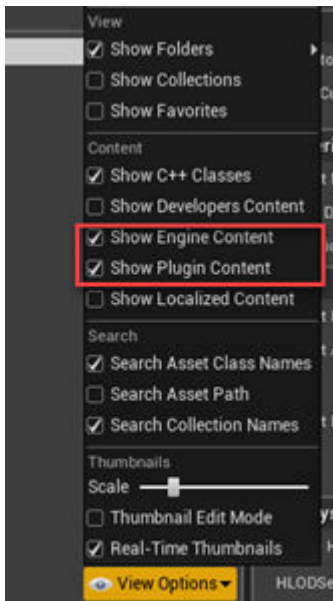 View
Show Folders
Show Collections
Show Favorites
Content
Show C++ Classes
Show Developers Content
Show Engine Content
Show Plugin Content
Show Localized Content
Search
Search Asset Class Names
Search Asset Path
Search Collection Names
Thumbnails
Scale
Thumbnail Edit Mode
Real-Time Thumbnails
View Options
HLODSe